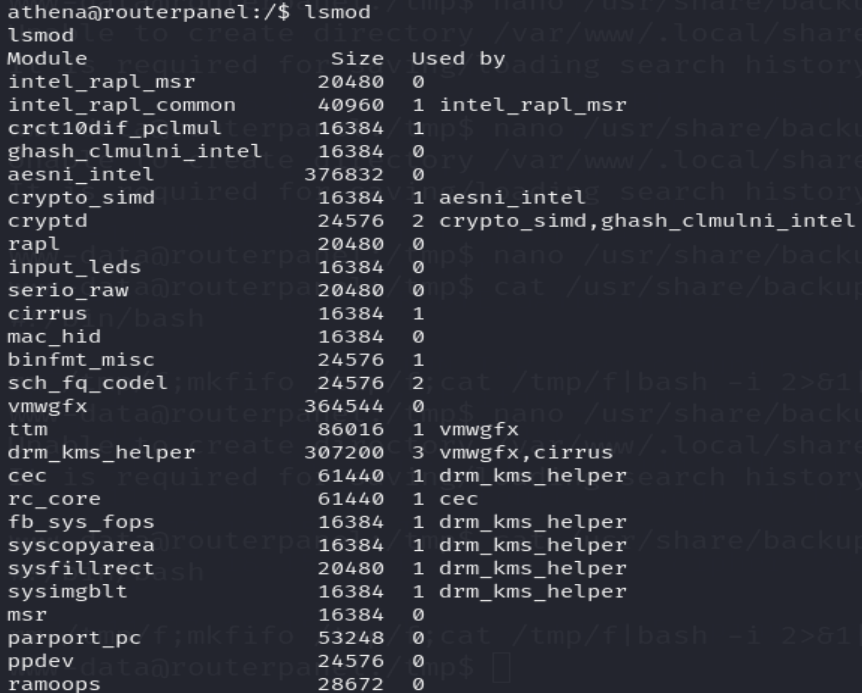 athena@routerpanel:/$ lsmod
lsmod
Module                  Size  Used by
intel_rapl_msr         20480  0
intel_rapl_common      40960  1 intel_rapl_msr
crct10dif_pclmul       16384  1
ghash_clmulni_intel    16384  0
aesni_intel           376832  0
crypto_simd            16384  1 aesni_intel
cryptd                 24576  2 crypto_simd,ghash_clmulni_intel
rapl                   20480  0
input_leds             16384  0
serio_raw              20480  0
cirrus                 16384  1
mac_hid                16384  0
binfmt_misc            24576  1
sch_fq_codel           24576  2
vmwgfx                364544  0
ttm                    86016  1 vmwgfx
drm_kms_helper        307200  3 vmwgfx,cirrus
cec                    61440  1 drm_kms_helper
rc_core                61440  1 cec
fb_sys_fops            16384  1 drm_kms_helper
syscopyarea            16384  1 drm_kms_helper
sysfillrect            20480  1 drm_kms_helper
sysimgblt              16384  1 drm_kms_helper
msr                    16384  0
parport_pc             53248  0
ppdev                  24576  0
ramoops                28672  0